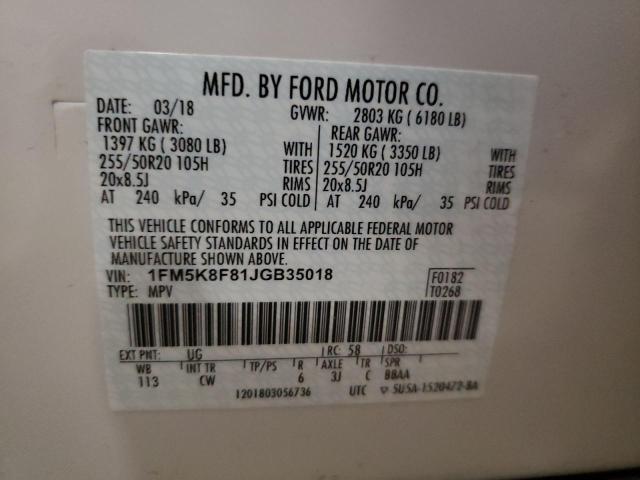 MFD. BY FORD MOTOR CO.
DATE: 03/18 GVWR: 2803 KG ( 6180 LB)
FRONT GAWR: REAR GAWR:
1397 KG ( 3080 LB) WITH 1520 KG ( 3350 LB) WITH
255/50R20 105H TIRES 255/50R20 105H TIRES
20x8.5J RIMS 20x8.5J RIMS
AT 240 kPa/ 35 PSI COLD AT 240 kPa/ 35 PSI COLD
THIS VEHICLE CONFORMS TO ALL APPLICABLE FEDERAL MOTOR
VEHICLE SAFETY STANDARDS IN EFFECT ON THE DATE OF
MANUFACTURE SHOWN ABOVE.
VIN: 1FM5K8F81JGB35018 F0182
TYPE: MPV T0268
EXT PNT: UG RC: 58 DSO:
WB INT TR TP/PS R AXLE TR SPR
113 CW 6 3J C BBAA
1201803056736 UTC ▽ 5U5A-1520472-BA